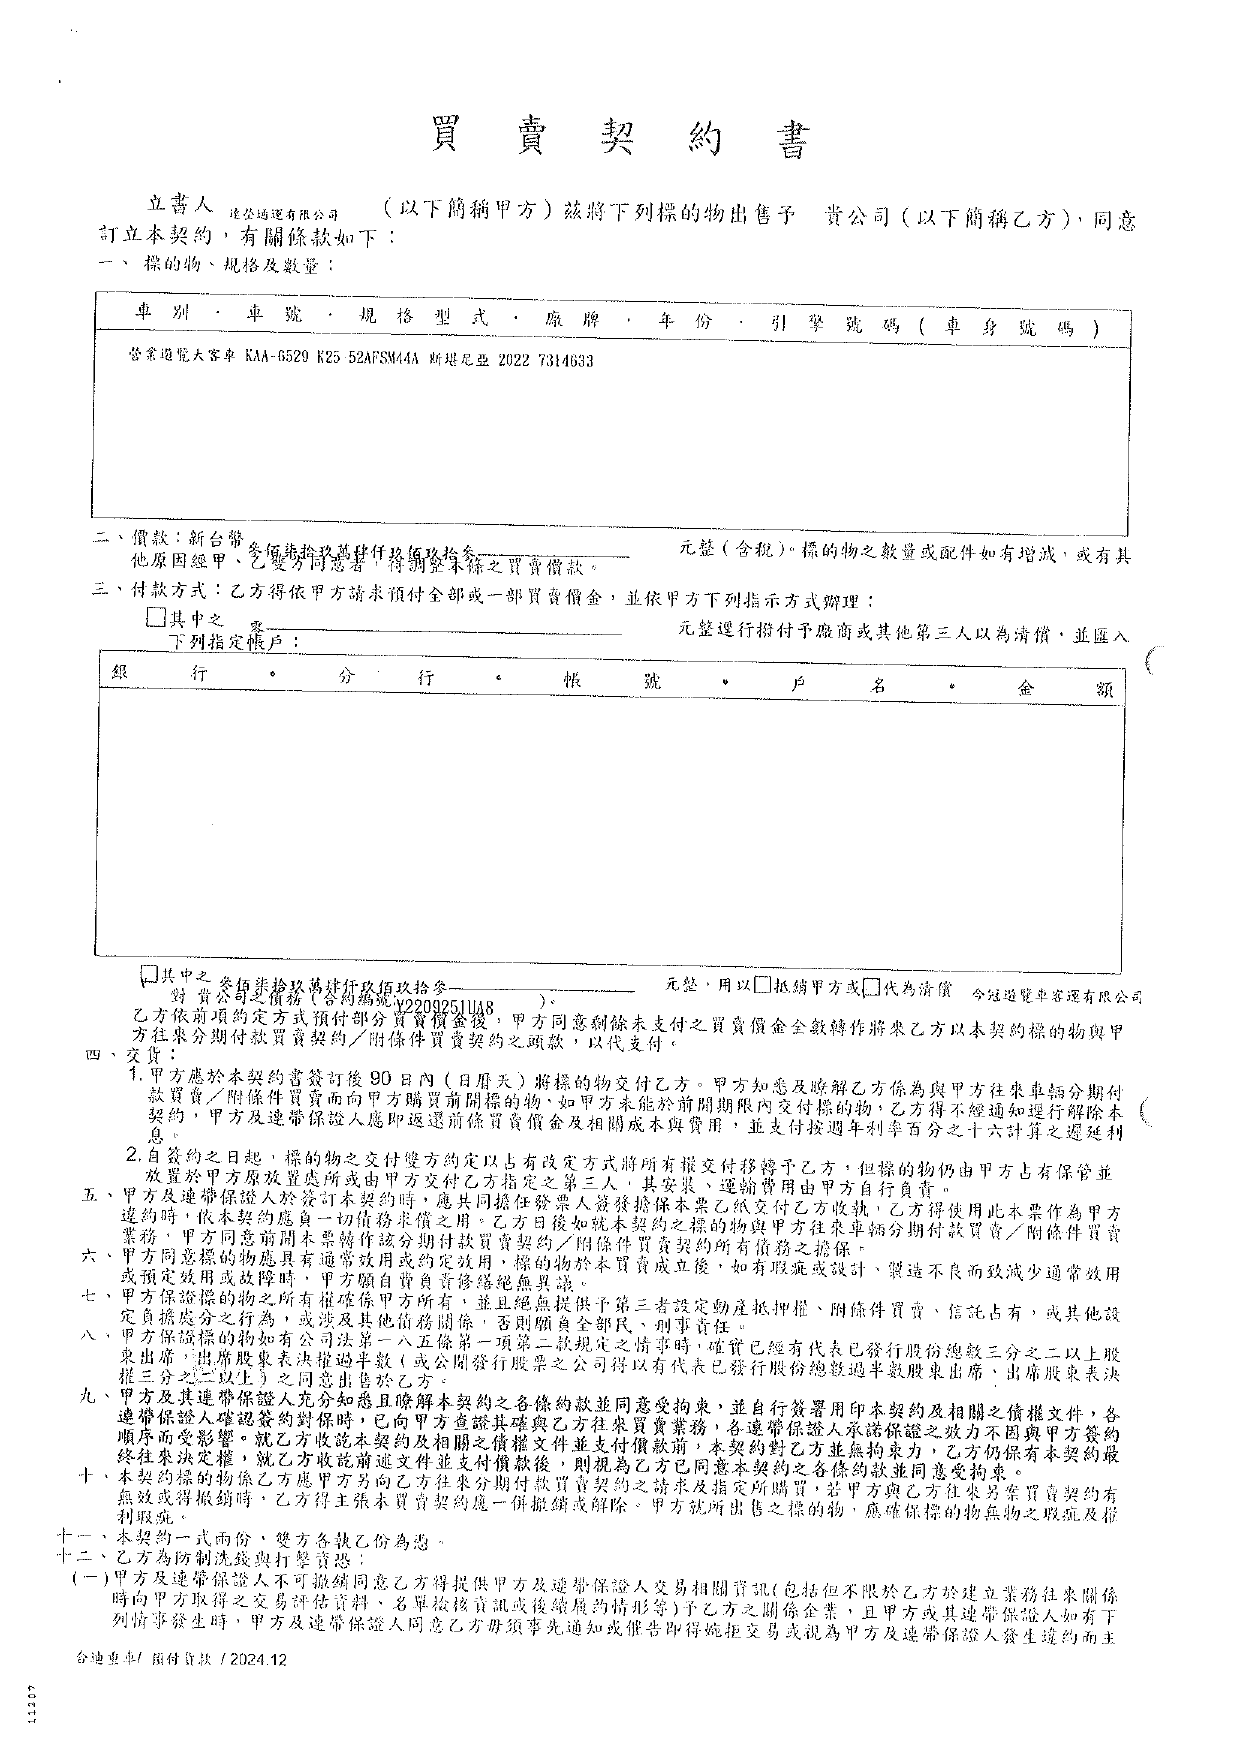 買賣契約書
立書人 達瑩通運有限公司 (以下簡稱甲方)茲將下列標的物出售予 貴公司(以下簡稱乙方),同意
訂立本契約,有關條款如下:
一、標的物、規格及數量:
車別.車號.規格型式.廠牌.年份.引擎號碼(車身號碼)
營業遊覽大客車 KAA-6529 K25 52AFSM44A 斯堪尼亞 2022 7314633
二、價款:新台幣 參佰柒拾玖萬肆仟玖佰玖拾參 元整(含稅)。標的物之數量或配件如有增減,或有其
他原因經甲、乙雙方同意者,得調整本條之買賣價款。
三、付款方式:乙方得依甲方請求預付全部或一部買賣價金,並依甲方下列指示方式辦理:
□其中之 零 元整逕行撥付予廠商或其他第三人以為清償,並匯入
下列指定帳戶:
銀行。分行。帳號。戶名。金額
□其中之 參佰柒拾玖萬肆仟玖佰玖拾參 元整,用以□抵銷甲方或□代為清償 今冠遊覽車客運有限公司
對 貴公司之債務(合約編號:Y2209251UA8 )。
乙方依前項約定方式預付部分買賣價金後,甲方同意剩餘未支付之買賣價金全數轉作將來乙方以本契約標的物與甲
方往來分期付款買賣契約/附條件買賣契約之頭款,以代支付。
四、交貨:
1.甲方應於本契約書簽訂後90日內(日曆天)將標的物交付乙方。甲方知悉及瞭解乙方係為與甲方往來車輛分期付
款買賣/附條件買賣而向甲方購買前開標的物,如甲方未能於前開期限內交付標的物,乙方得不經通知逕行解除本
契約,甲方及連帶保證人應即返還前條買賣價金及相關成本與費用,並支付按週年利率百分之十六計算之遲延利
息。
2.自簽約之日起,標的物之交付雙方約定以占有改定方式將所有權交付移轉予乙方,但標的物仍由甲方占有保管並
放置於甲方原放置處所或由甲方交付乙方指定之第三人,其安裝、運輸費用由甲方自行負責。
五、甲方及連帶保證人於簽訂本契約時,應共同擔任發票人簽發擔保本票乙紙交付乙方收執,乙方得使用此本票作為甲方
違約時,依本契約應負一切債務求償之用。乙方日後如就本契約之標的物與甲方往來車輛分期付款買賣/附條件買賣
業務,甲方同意前開本票轉作該分期付款買賣契約/附條件買賣契約所有債務之擔保。
六、甲方同意標的物應具有通常效用或約定效用,標的物於本買賣成立後,如有瑕疵或設計、製造不良而致減少通常效用
或預定效用或故障時,甲方願自費負責修繕絕無異議。
七、甲方保證標的物之所有權確係甲方所有,並且絕無提供予第三者設定動產抵押權、附條件買賣、信託占有,或其他設
定負擔處分之行為,或涉及其他債務關係,否則願負全部民、刑事責任。
八、甲方保證標的物如有公司法第一八五條第一項第二款規定之情事時,確實已經有代表已發行股份總數三分之二以上股
東出席,出席股東表決權過半數(或公開發行股票之公司得以有代表已發行股份總數過半數股東出席,出席股東表決
權三分之二以上)之同意出售於乙方。
九、甲方及其連帶保證人充分知悉且瞭解本契約之各條約款並同意受拘束,並自行簽署用印本契約及相關之債權文件,各
連帶保證人確認簽約對保時,已向甲方查證其確與乙方往來買賣業務,各連帶保證人承諾保證之效力不因與甲方簽約
順序而受影響。就乙方收訖本契約及相關之債權文件並支付價款前,本契約對乙方並無拘束力,乙方仍保有本契約最
終往來決定權,就乙方收訖前述文件並支付價款後,則視為乙方已同意本契約之各條約款並同意受拘束。
十、本契約標的物係乙方應甲方另向乙方往來分期付款買賣契約之請求及指定所購買,若甲方與乙方往來另案買賣契約有
無效或得撤銷時,乙方得主張本買賣契約應一併撤銷或解除。甲方就所出售之標的物,應確保標的物無物之瑕疵及權
利瑕疵。
十一、本契約一式兩份,雙方各執乙份為憑。
十二、乙方為防制洗錢與打擊資恐:
(一)甲方及連帶保證人不可撤銷同意乙方得提供甲方及連帶保證人交易相關資訊(包括但不限於乙方於建立業務往來關係
時向甲方取得之交易評估資料、名單檢核資訊或後續履約情形等)予乙方之關係企業,且甲方或其連帶保證人如有下
列情事發生時,甲方及連帶保證人同意乙方毋須事先通知或催告即得婉拒交易或視為甲方及連帶保證人發生違約而主
台迪重車/ 預付貨款 /2024.12
11207